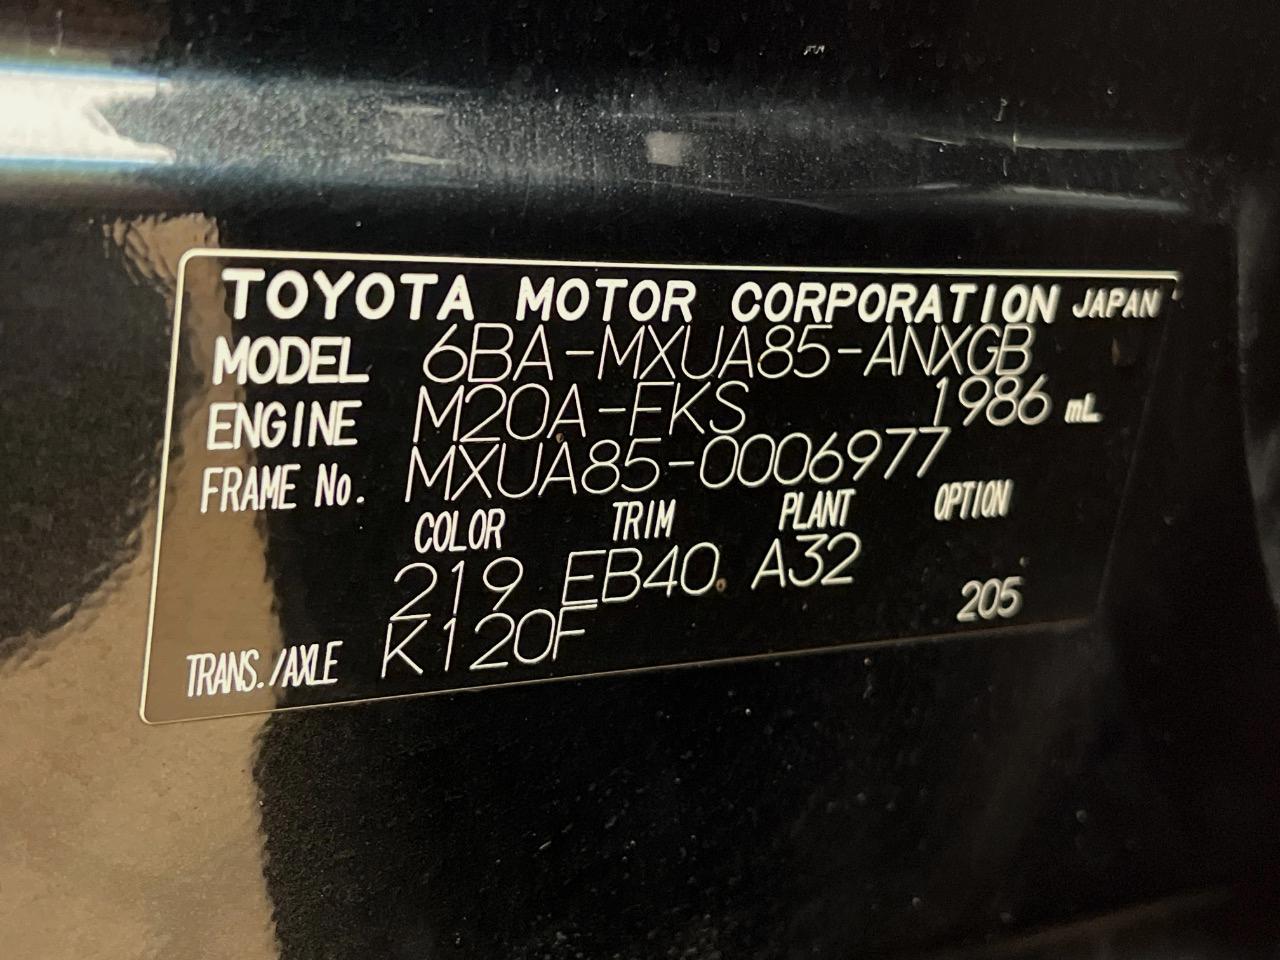 TOYOTA MOTOR CORPORATION JAPAN
MODEL 6BA-MXUA85-ANXGB
ENGINE M20A-FKS 1986 mL
FRAME No. MXUA85-0006977
COLOR TRIM PLANT OPTION
219 EB40 A32
TRANS./AXLE K120F 205